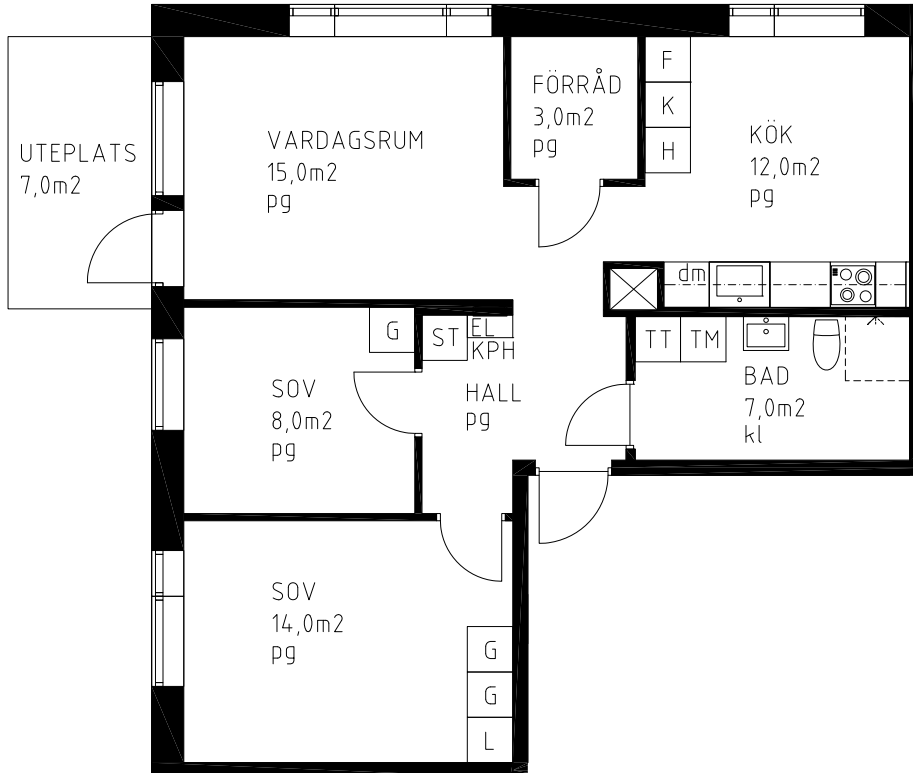 UTEPLATS
7,0m2
VARDAGSRUM
15,0m2
pg
FÖRRÅD
3,0m2
pg
F
K
H
KÖK
12,0m2
pg
dm
G
ST
EL
KPH
HALL
pg
SOV
8,0m2
pg
TT
TM
BAD
7,0m2
kl
SOV
14,0m2
pg
G
G
L